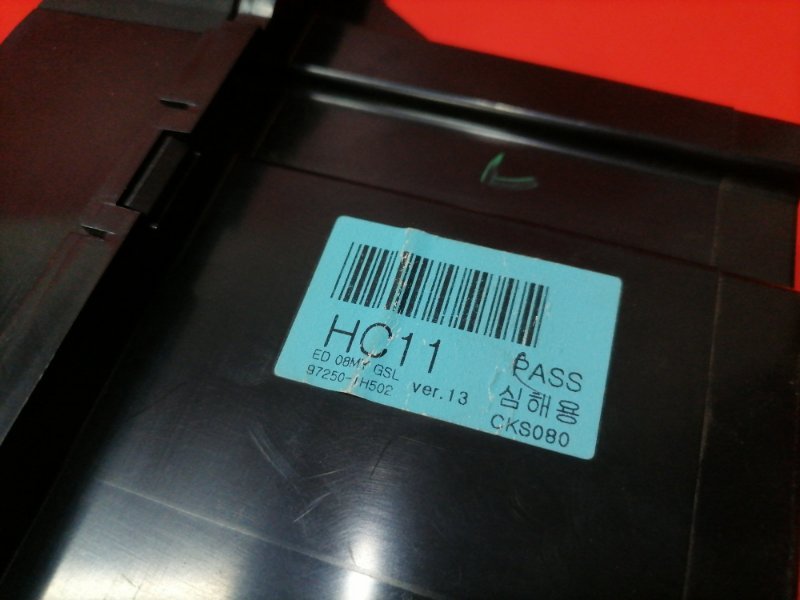 HC11
ED 08MY GSL
97250-1H502
ver.13
PASS
심해용
CKS080